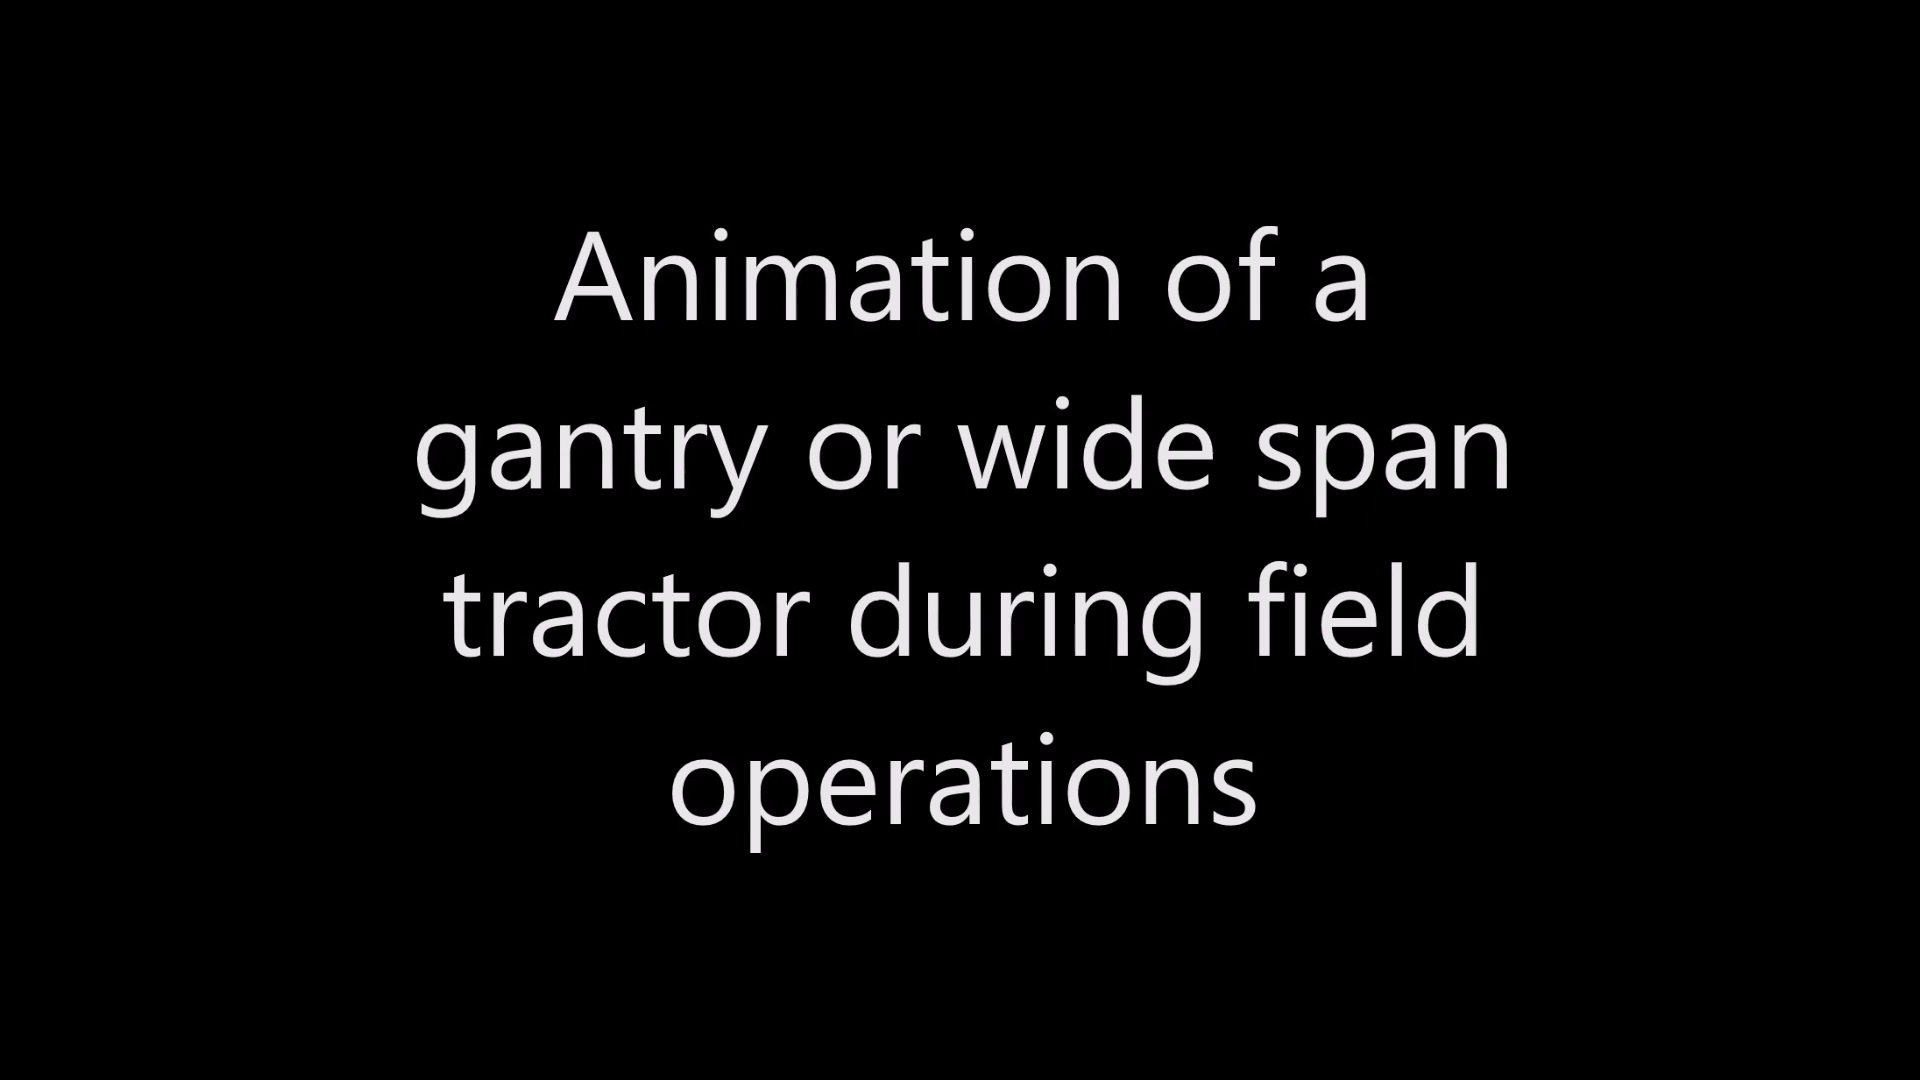 Animation of a
gantry or wide span
tractor during field
operations